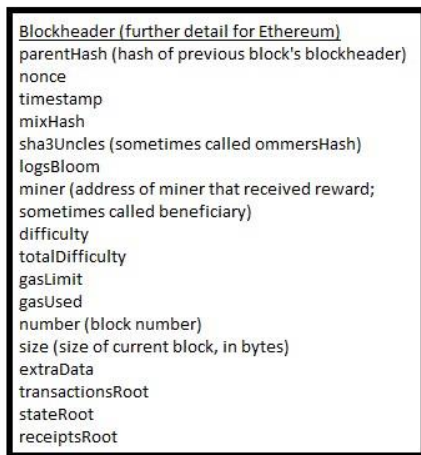 Blockheader (further detail for Ethereum)
parentHash (hash of previous block's blockheader)
nonce
timestamp
mixHash
sha3Uncles (sometimes called ommersHash)
logsBloom
miner (address of miner that received reward;
sometimes called beneficiary)
difficulty
totalDifficulty
gasLimit
gasUsed
number (block number)
size (size of current block, in bytes)
extraData
transactionsRoot
stateRoot
receiptsRoot